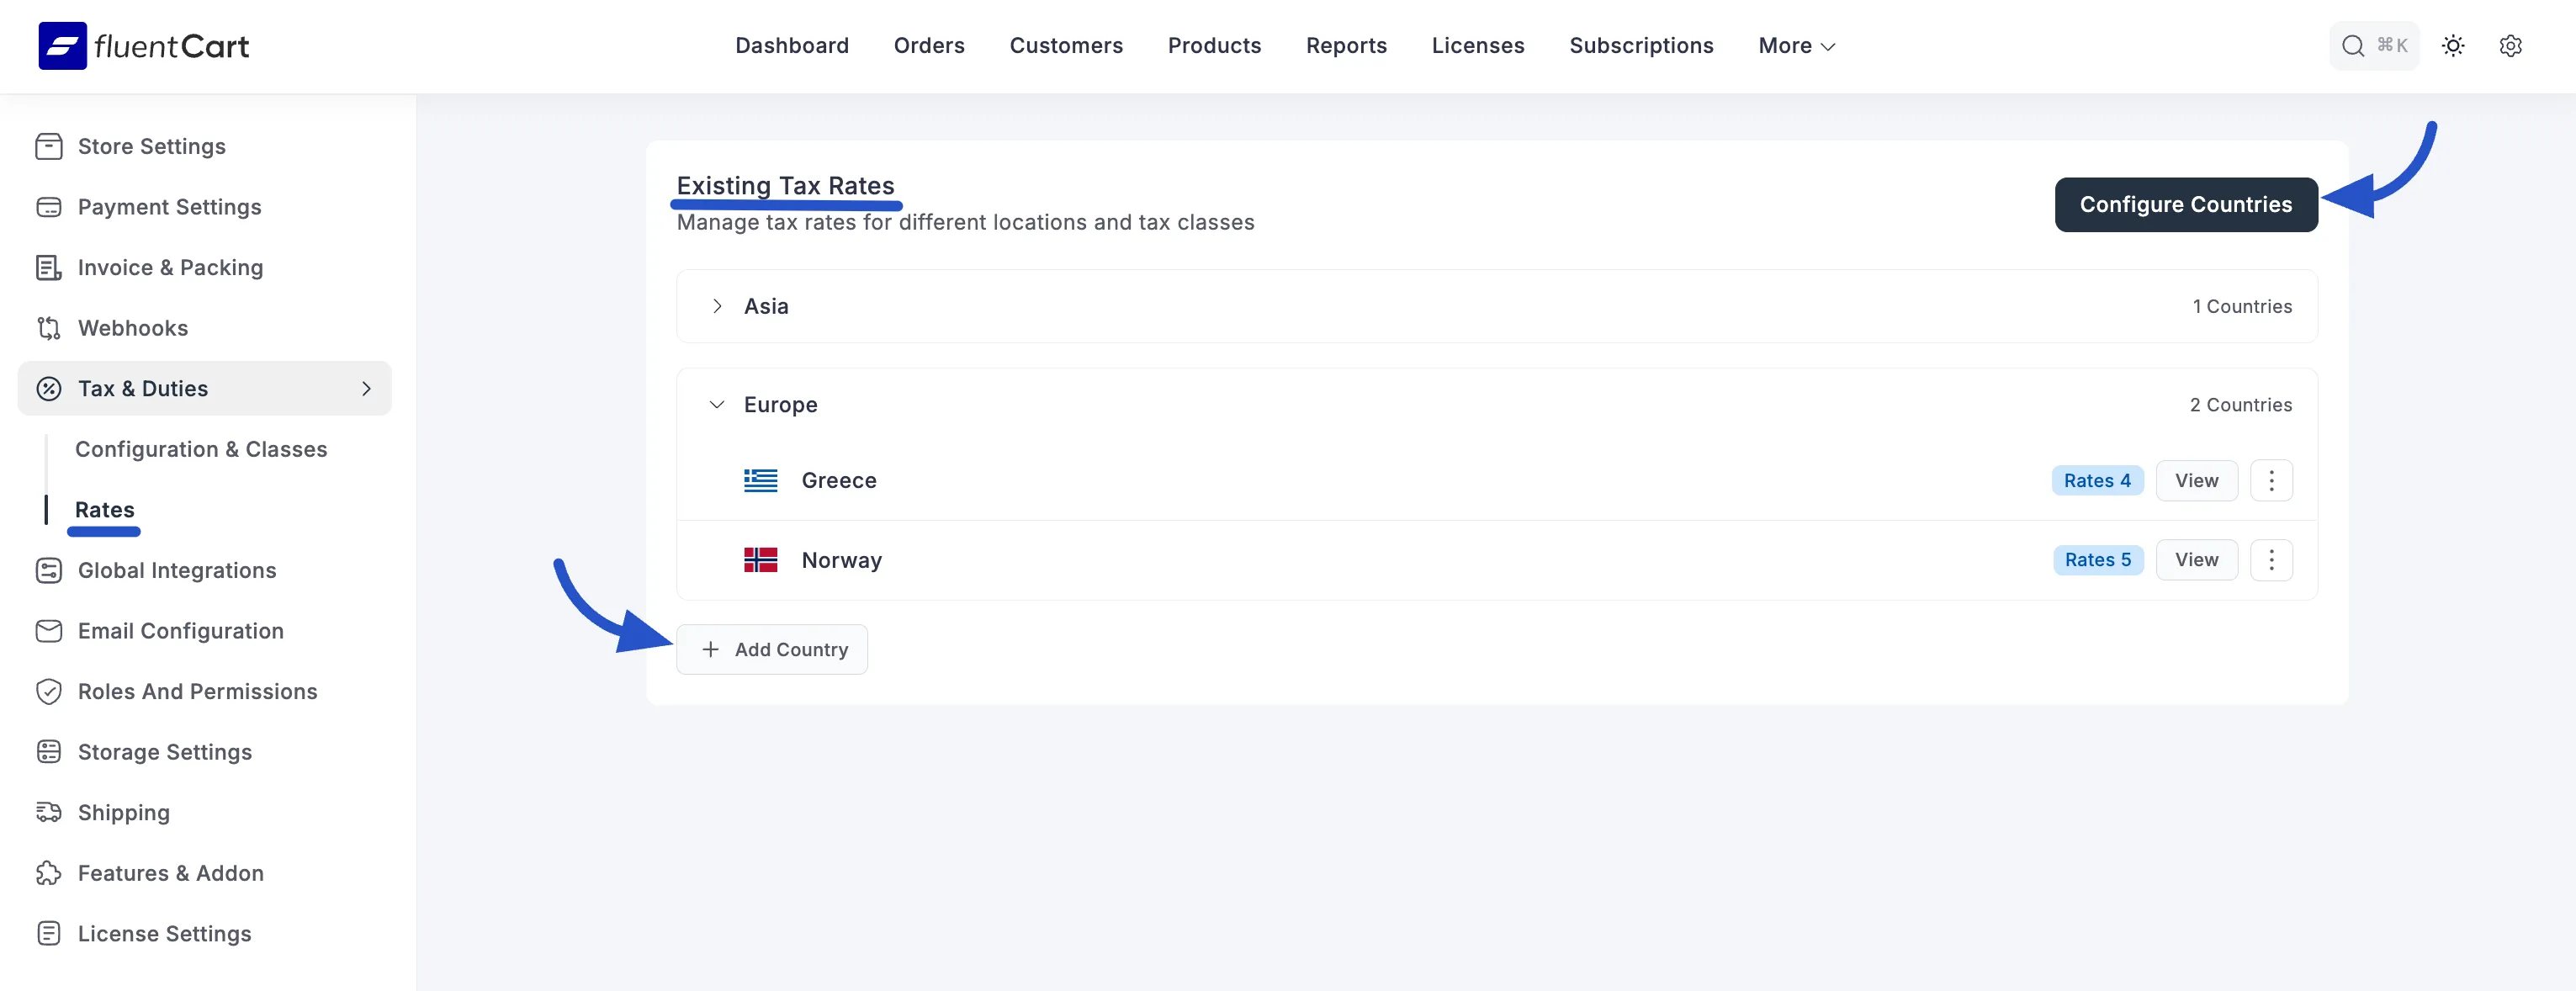 fluentCart
Dashboard
Orders
Customers
Products
Reports
Licenses
Subscriptions
More
⌘K
Store Settings
Payment Settings
Invoice & Packing
Webhooks
Tax & Duties
Configuration & Classes
Rates
Global Integrations
Email Configuration
Roles And Permissions
Storage Settings
Shipping
Features & Addon
License Settings
Existing Tax Rates
Manage tax rates for different locations and tax classes
Configure Countries
Asia
1 Countries
Europe
2 Countries
Greece
Rates 4
View
Norway
Rates 5
View
Add Country